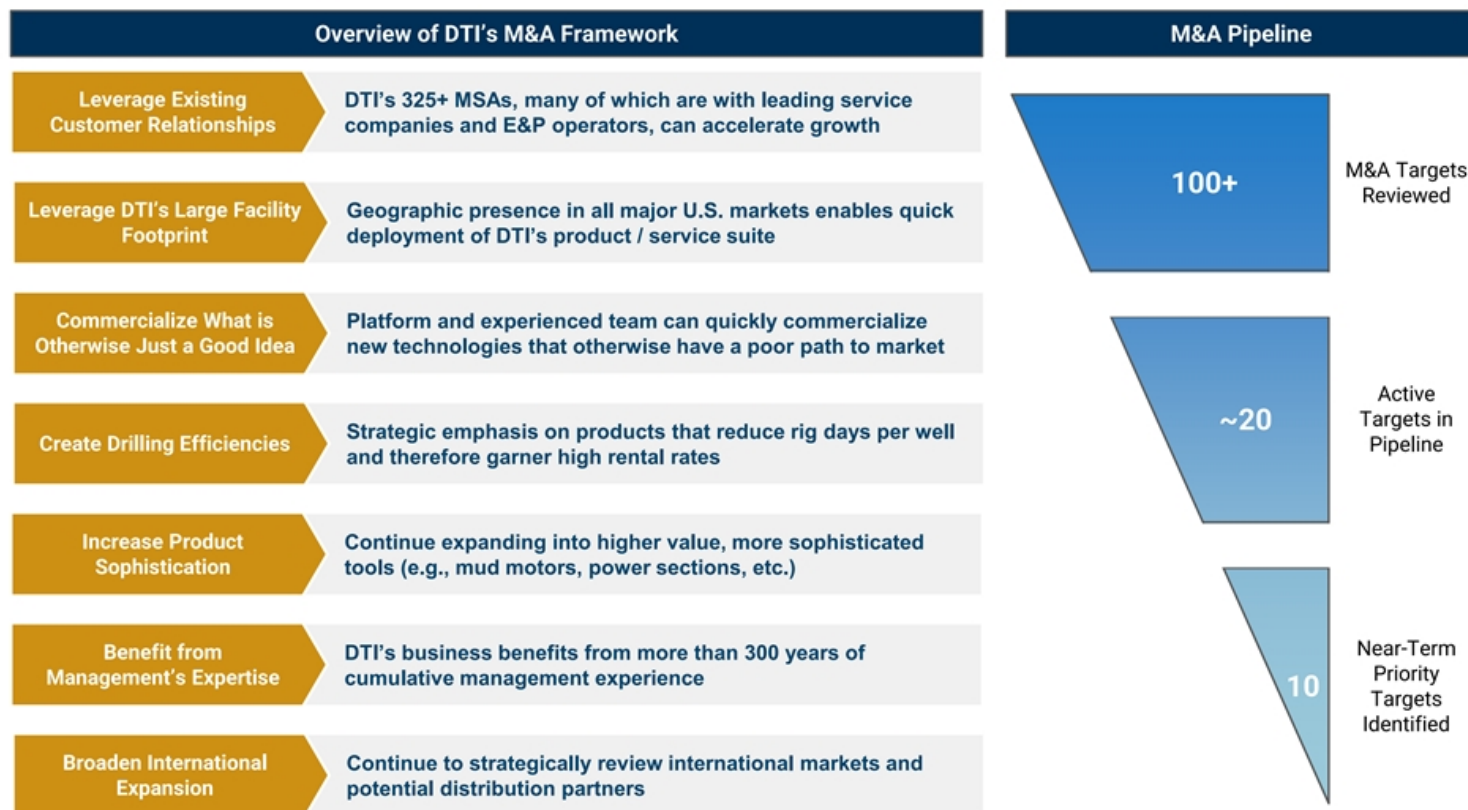 Overview of DTI's M&A Framework
Leverage Existing
Customer Relationships
DTI's 325+ MSAs, many of which are with leading service
companies and E&P operators, can accelerate growth
Leverage DTI's Large Facility
Footprint
Geographic presence in all major U.S. markets enables quick
deployment of DTI's product / service suite
Commercialize What is
Otherwise Just a Good Idea
Platform and experienced team can quickly commercialize
new technologies that otherwise have a poor path to market
Create Drilling Efficiencies
Strategic emphasis on products that reduce rig days per well
and therefore garner high rental rates
Increase Product
Sophistication
Continue expanding into higher value, more sophisticated
tools (e.g., mud motors, power sections, etc.)
Benefit from
Management's Expertise
DTI's business benefits from more than 300 years of
cumulative management experience
Broaden International
Expansion
Continue to strategically review international markets and
potential distribution partners
M&A Pipeline
100+
M&A Targets
Reviewed
~20
Active
Targets in
Pipeline
10
Near-Term
Priority
Targets
Identified